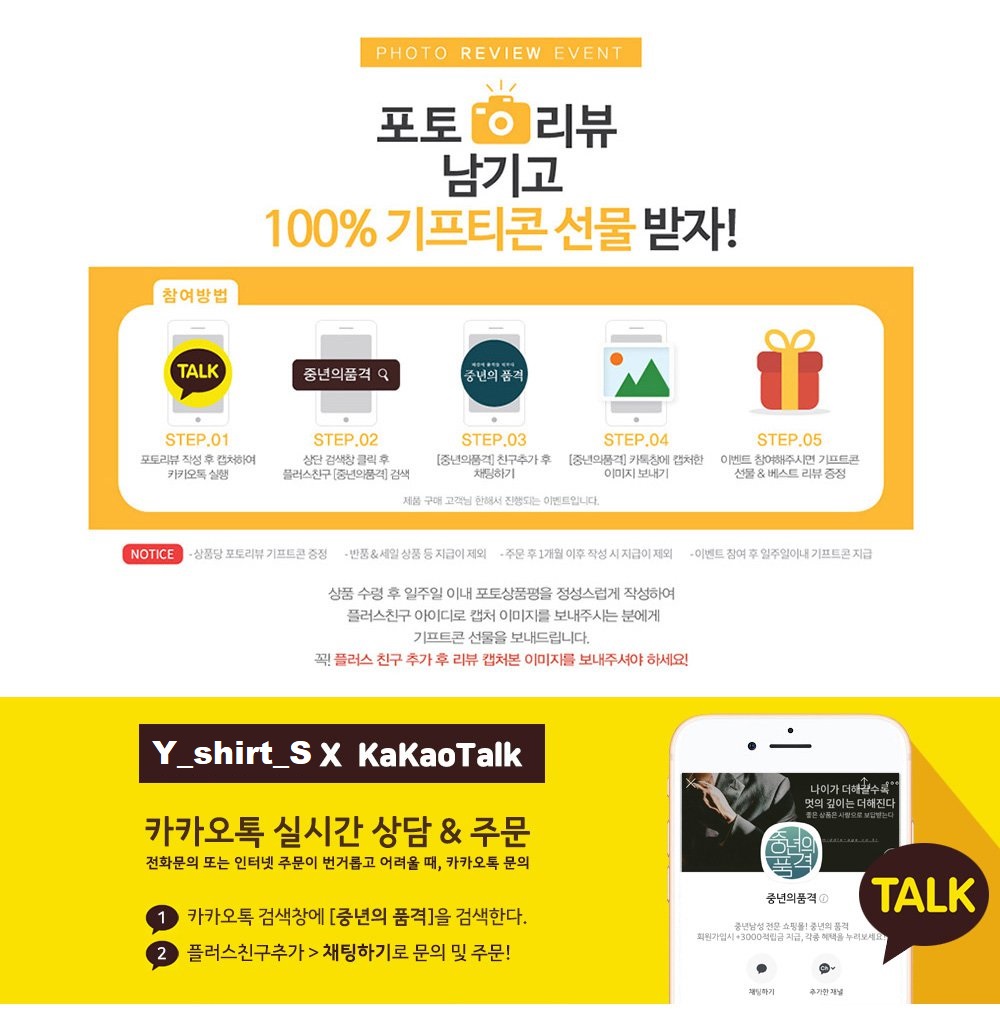 PHOTO REVIEW EVENT
포토 리뷰
남기고
100% 기프티콘 선물 받자!
참여방법
TALK
중년의품격
중년의 품격
STEP.01
STEP.02
STEP.03
STEP.04
STEP.05
포토리뷰 작성 후 캡처하여
카카오톡 실행
상단 검색창 클릭 후
플러스친구 [중년의품격] 검색
[중년의품격] 친구추가 후
채팅하기
[중년의품격] 카톡창에 캡처한
이미지 보내기
이벤트 참여해주시면 기프트콘
선물 & 베스트 리뷰 증정
제품 구매 고객님 한해서 진행되는 이벤트입니다.
NOTICE
- 상품당 포토리뷰 기프트콘 증정
- 반품&세일 상품 등 지급이 제외
- 주문 후 1개월 이후 작성 시 지급이 제외
- 이벤트 참여 후 일주일이내 기프트콘 지급
상품 수령 후 일주일 이내 포토상품평을 정성스럽게 작성하여
플러스친구 아이디로 캡처 이미지를 보내주시는 분에게
기프트콘 선물을 보내드립니다.
꼭! 플러스 친구 추가 후 리뷰 캡처본 이미지를 보내주셔야 하세요!
Y_shirt_S X KaKaoTalk
카카오톡 실시간 상담 & 주문
전화문의 또는 인터넷 주문이 번거롭고 어려울 때, 카카오톡 문의
1 카카오톡 검색창에 [중년의 품격]을 검색한다.
2 플러스친구추가 > 채팅하기로 문의 및 주문!
나이가 더해갈수록
멋의 깊이는 더해진다
좋은 상품은 사람으로 보답받는다
중년의
품격
중년의품격
중년남성 전문 쇼핑몰! 중년의 품격
회원가입시 +3000적립금 지급, 각종 혜택을 누려보세요!
Ch
채팅하기
추가한 채널
TALK